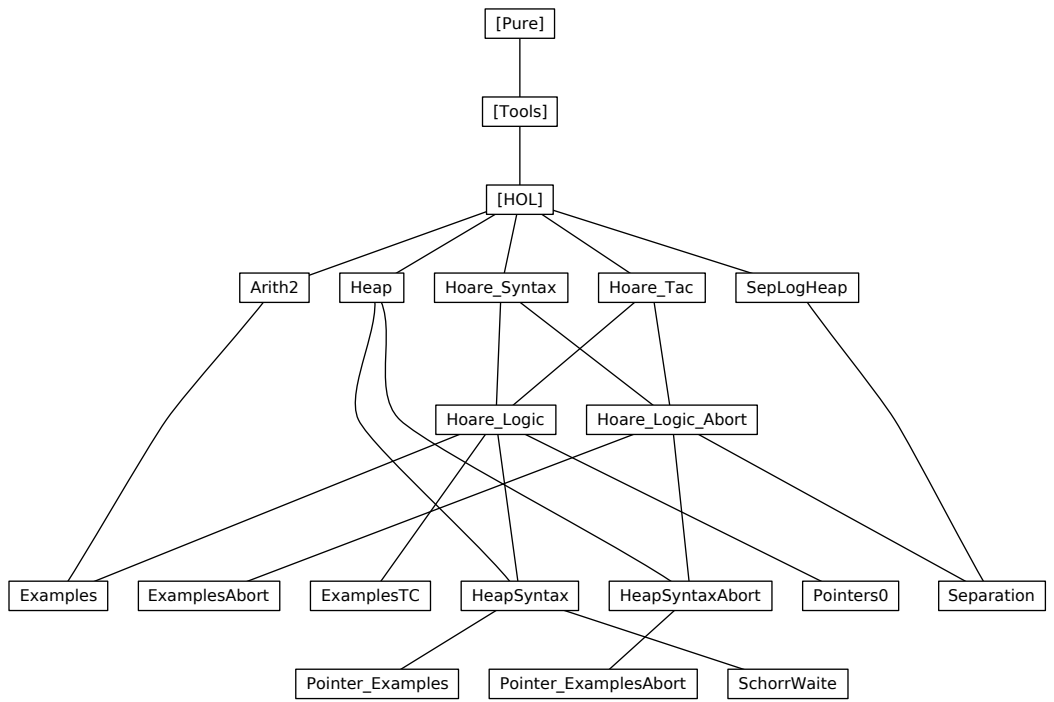 [Pure]
[Tools]
[HOL]
Arith2
Heap
Hoare_Syntax
Hoare_Tac
SepLogHeap
Hoare_Logic
Hoare_Logic_Abort
Examples
ExamplesAbort
ExamplesTC
HeapSyntax
HeapSyntaxAbort
Pointers0
Separation
Pointer_Examples
Pointer_ExamplesAbort
SchorrWaite